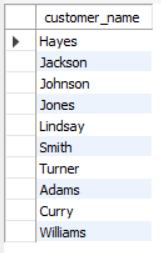 customer_name
Hayes
Jackson
Johnson
Jones
Lindsay
Smith
Turner
Adams
Curry
Williams